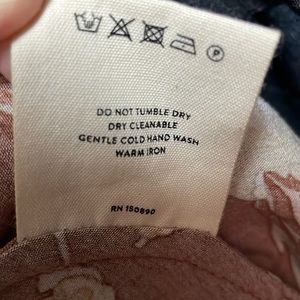 P
DO NOT TUMBLE DRY
DRY CLEANABLE
GENTLE COLD HAND WASH
WARM IRON
RN 150890